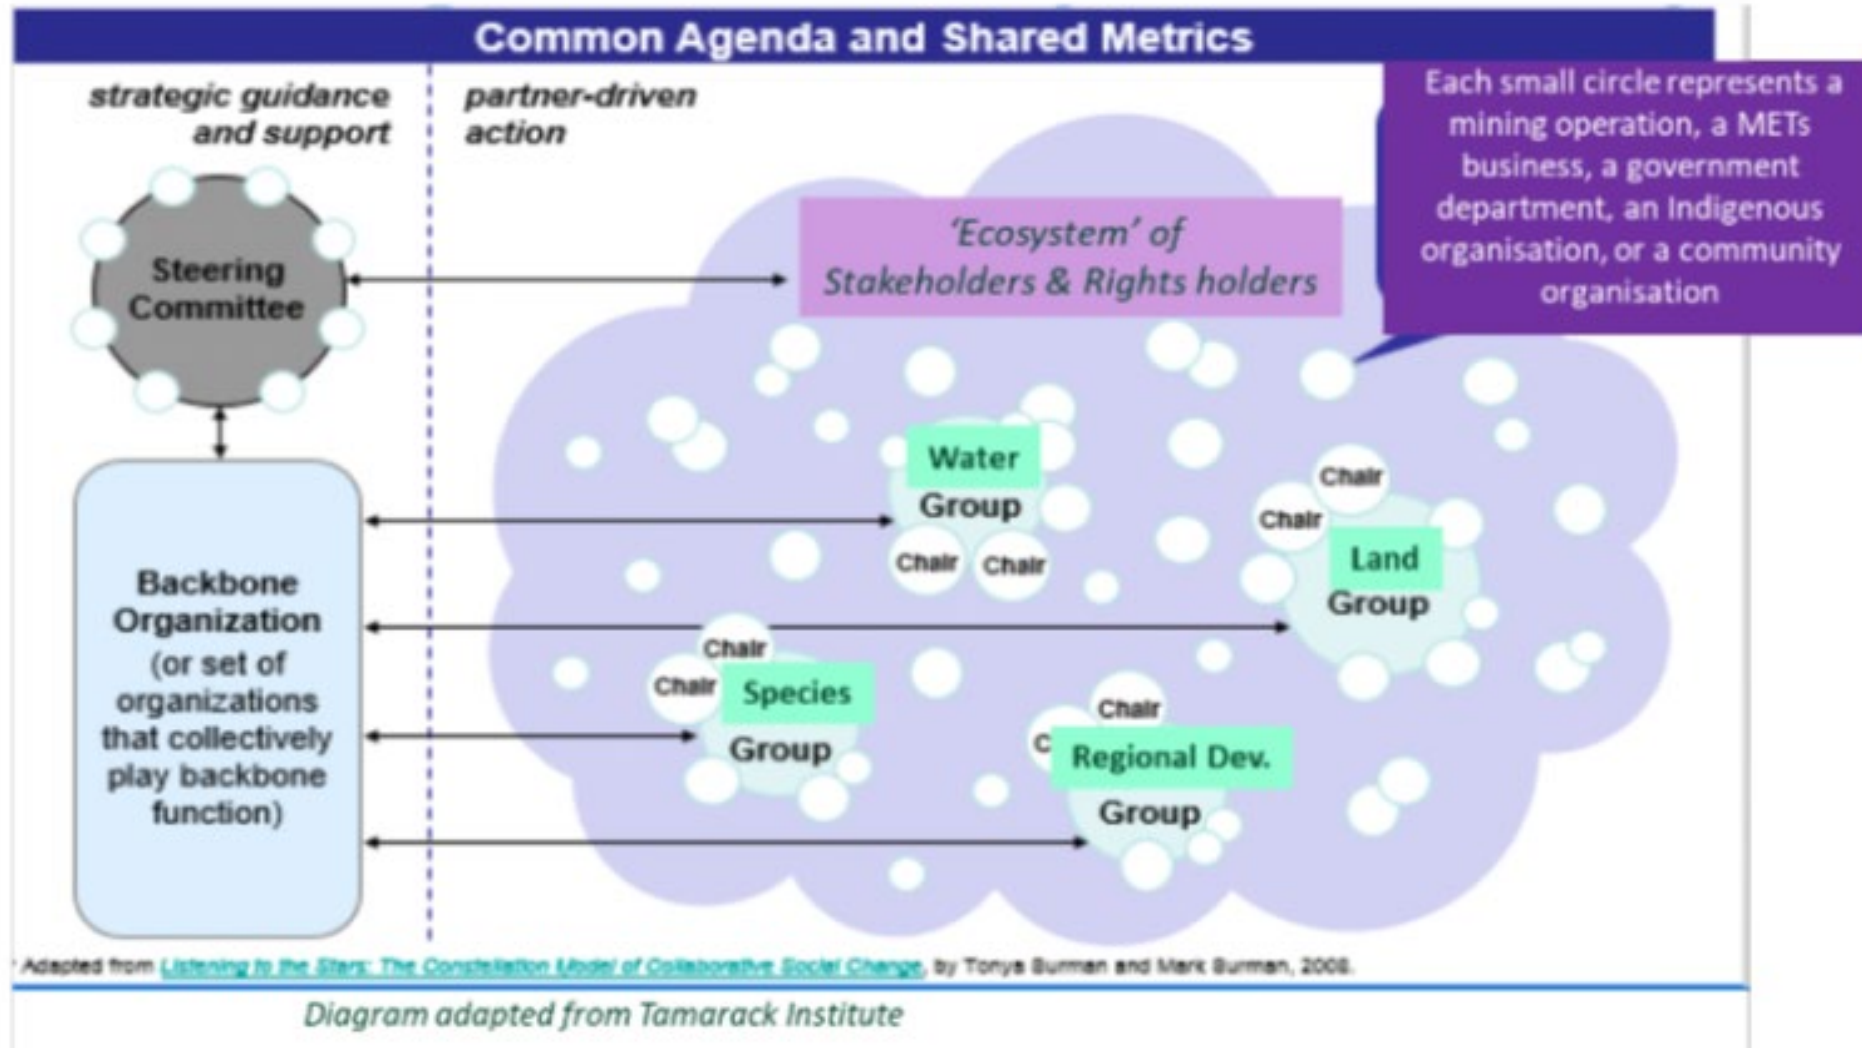 Common Agenda and Shared Metrics
strategic guidance
and support
partner-driven
action
Each small circle represents a
mining operation, a METs
business, a government
department, an Indigenous
organisation, or a community
organisation
Steering
Committee
‘Ecosystem’ of
Stakeholders & Rights holders
Water
Group
Chair
Chair
Chair
Chair
Land
Group
Backbone
Organization
(or set of
organizations
that collectively
play backbone
function)
Chair
Chair
Species
Group
Chair
C
Regional Dev.
Group
* Adapted from Listening to the Stars: The Constellation Model of Collaborative Social Change, by Tonya Surman and Mark Surman, 2008.
Diagram adapted from Tamarack Institute